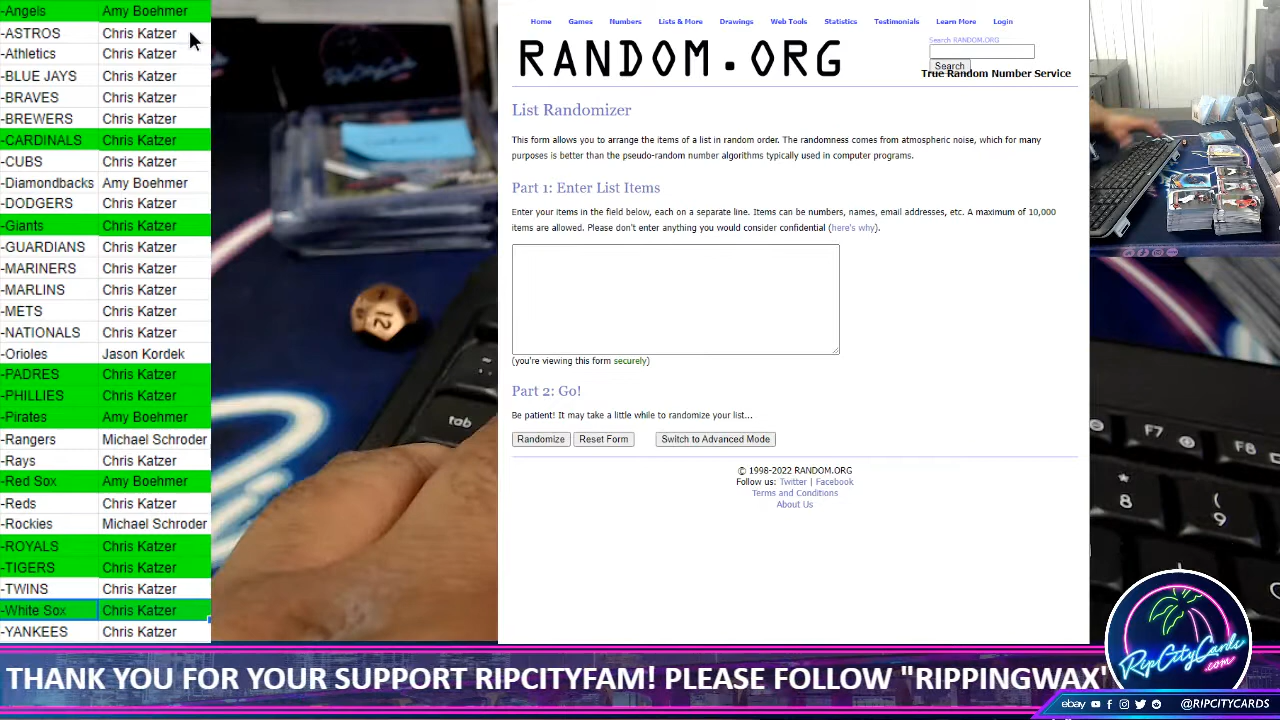 -Angels Amy Boehmer
-ASTROS Chris Katzer
-Athletics Chris Katzer
-BLUE JAYS Chris Katzer
-BRAVES Chris Katzer
-BREWERS Chris Katzer
-CARDINALS Chris Katzer
-CUBS Chris Katzer
-Diamondbacks Amy Boehmer
-DODGERS Chris Katzer
-Giants Chris Katzer
-GUARDIANS Chris Katzer
-MARINERS Chris Katzer
-MARLINS Chris Katzer
-METS Chris Katzer
-NATIONALS Chris Katzer
-Orioles Jason Kordek
-PADRES Chris Katzer
-PHILLIES Chris Katzer
-Pirates Amy Boehmer
-Rangers Michael Schroder
-Rays Chris Katzer
-Red Sox Amy Boehmer
-Reds Chris Katzer
-Rockies Michael Schroder
-ROYALS Chris Katzer
-TIGERS Chris Katzer
-TWINS Chris Katzer
-White Sox Chris Katzer
-YANKEES Chris Katzer
12
tab
Home Games Numbers Lists & More Drawings Web Tools Statistics Testimonials Learn More Login
RANDOM.ORG
Search RANDOM.ORG
Search
True Random Number Service
List Randomizer
This form allows you to arrange the items of a list in random order. The randomness comes from atmospheric noise, which for many
purposes is better than the pseudo-random number algorithms typically used in computer programs.
Part 1: Enter List Items
Enter your items in the field below, each on a separate line. Items can be numbers, names, email addresses, etc. A maximum of 10,000
items are allowed. Please don't enter anything you would consider confidential (here's why).
(you're viewing this form securely)
Part 2: Go!
Be patient! It may take a little while to randomize your list...
Randomize Reset Form Switch to Advanced Mode
© 1998-2022 RANDOM.ORG
Follow us: Twitter | Facebook
Terms and Conditions
About Us
F7 F8
* 8
( 9
RipCityCards
.com
THANK YOU FOR YOUR SUPPORT RIPCITYFAM! PLEASE FOLLOW "RIPPINGWAX"
ebay @RIPCITYCARDS